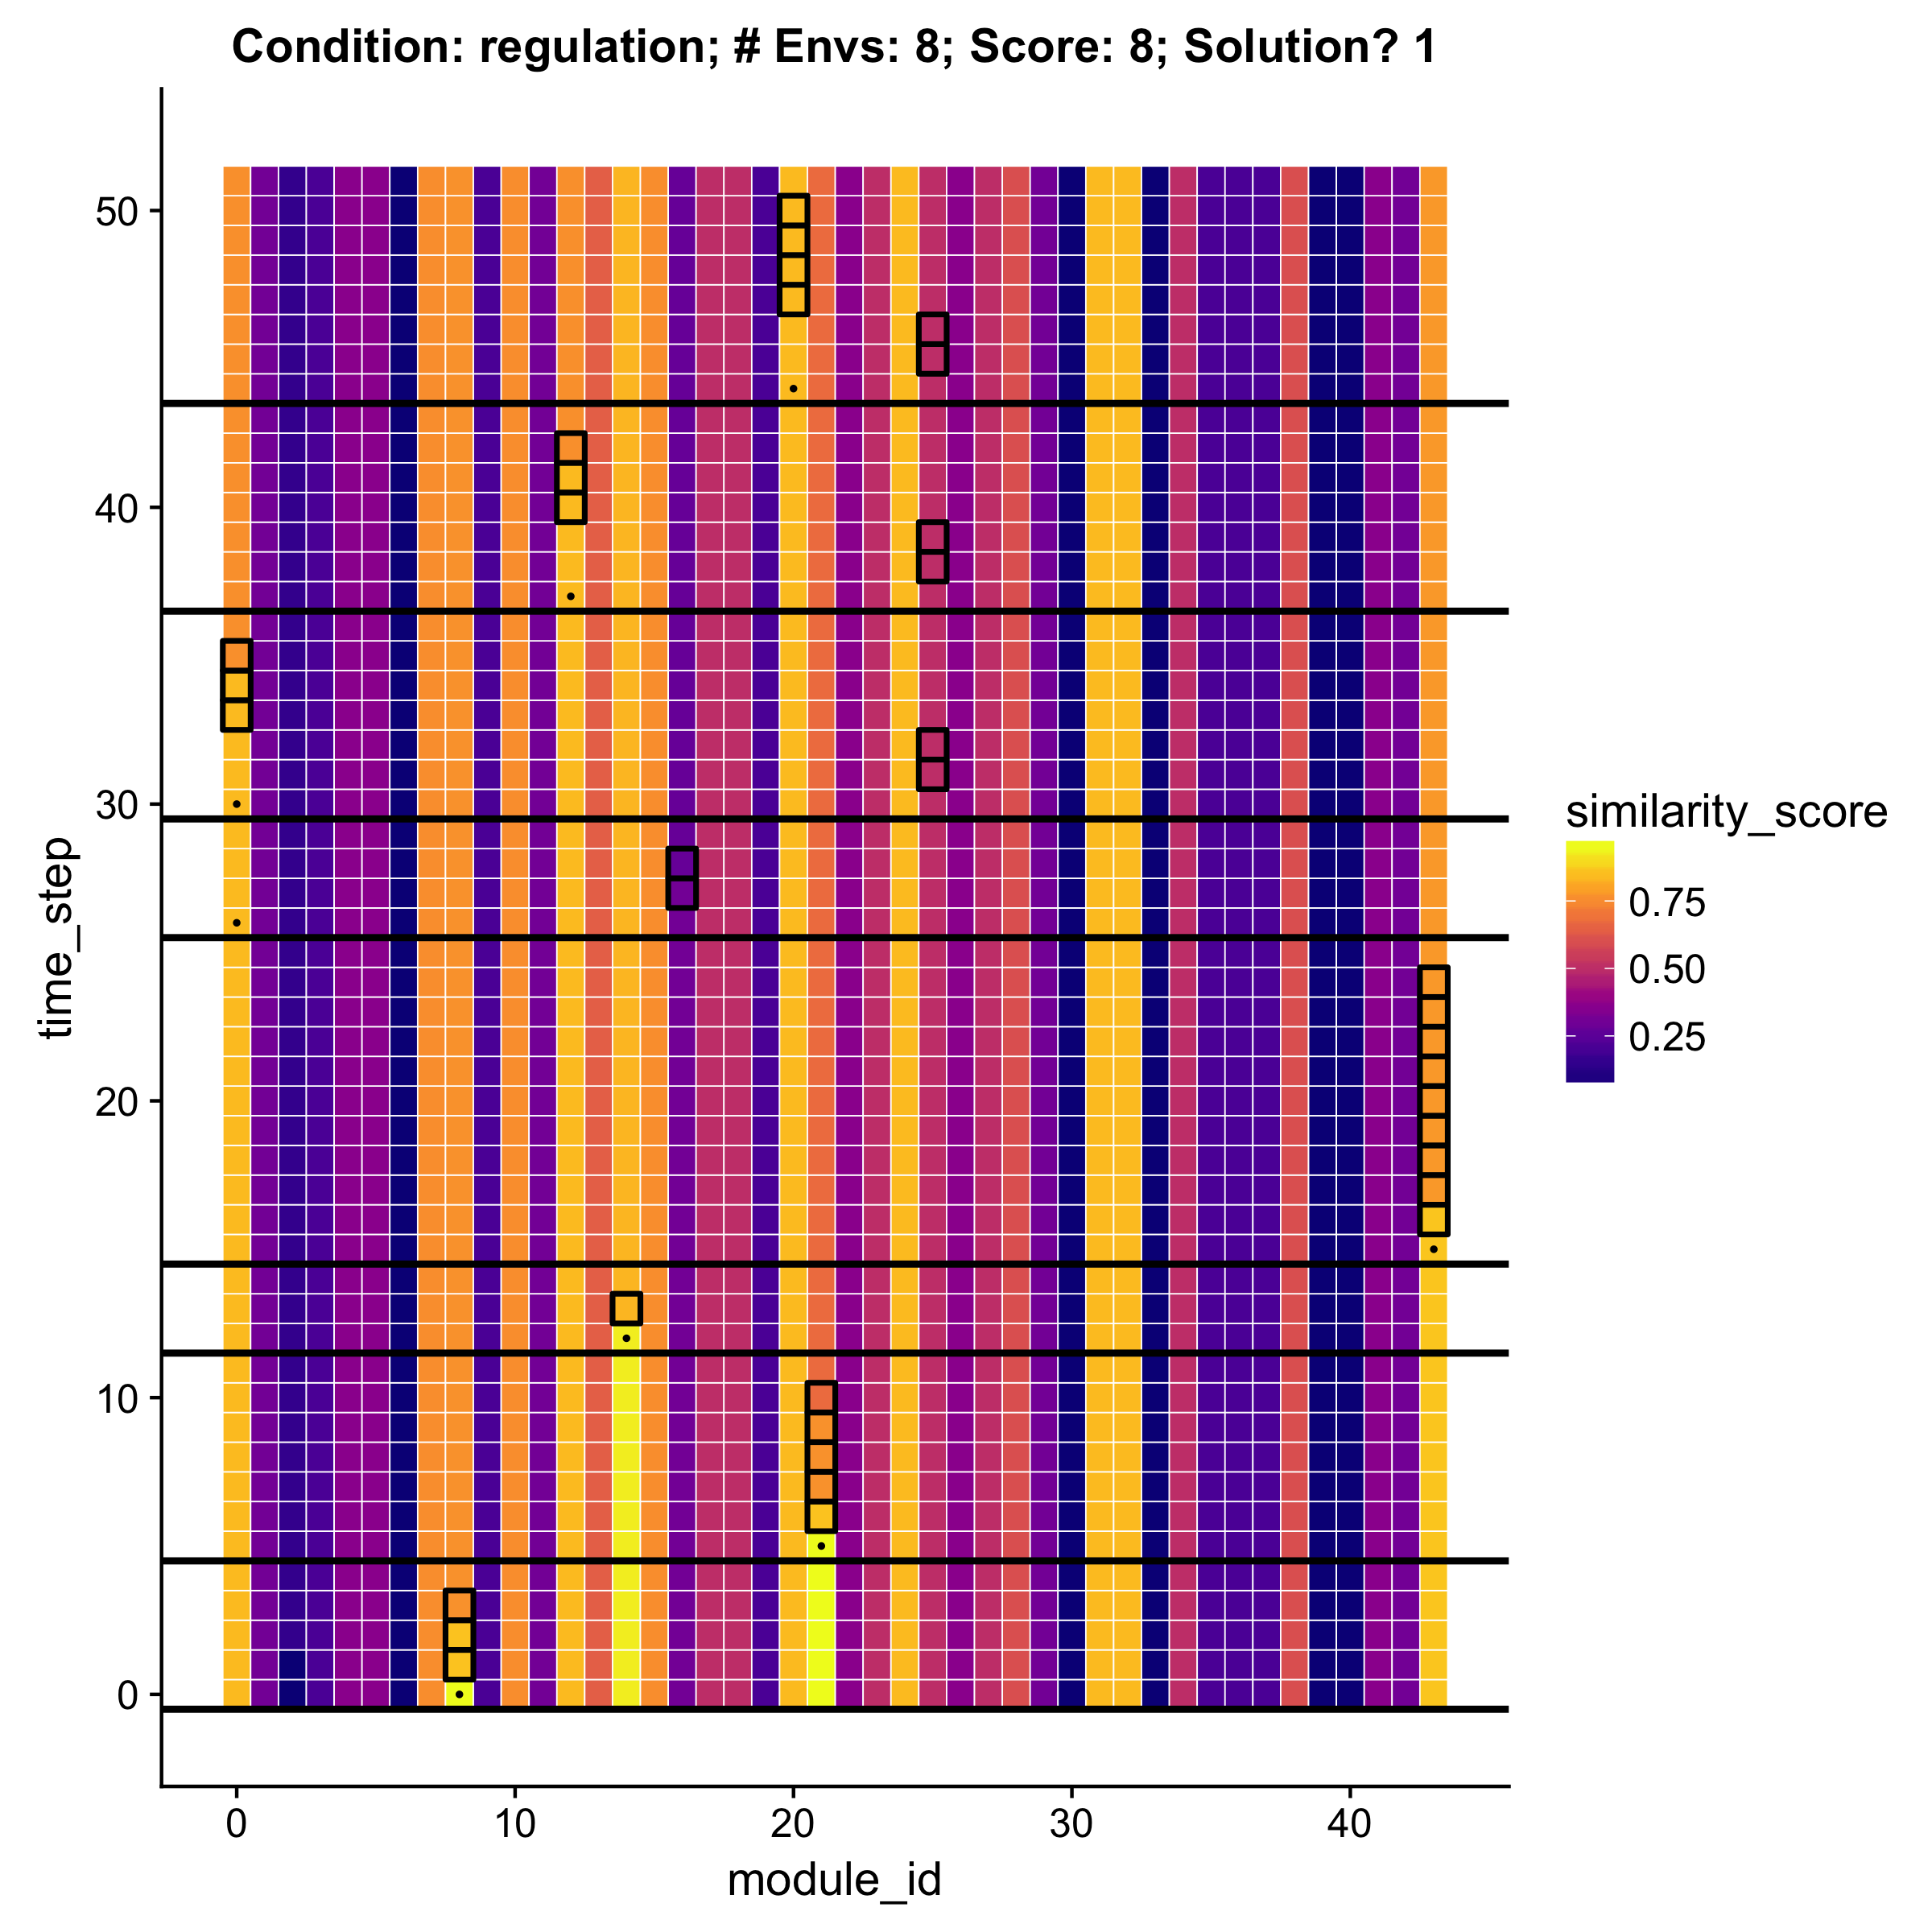 Condition: regulation; # Envs: 8; Score: 8; Solution? 1
time_step
50
40
30
20
10
0
0 10 20 30 40
module_id
similarity_score
0.75
0.50
0.25